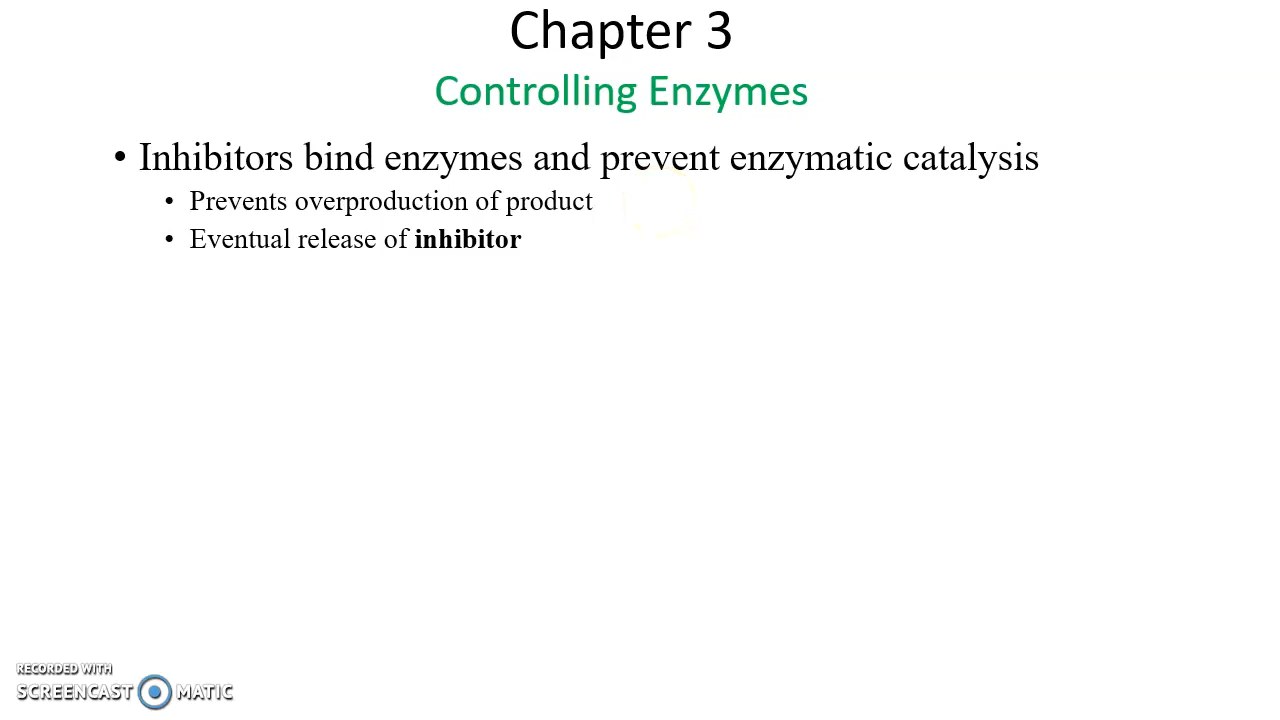 Chapter 3
Controlling Enzymes
• Inhibitors bind enzymes and prevent enzymatic catalysis
• Prevents overproduction of product
• Eventual release of inhibitor
RECORDED WITH
SCREENCAST MATIC